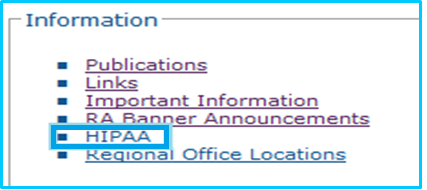 Information
Publications
Links
Important Information
RA Banner Announcements
HIPAA
Regional Office Locations